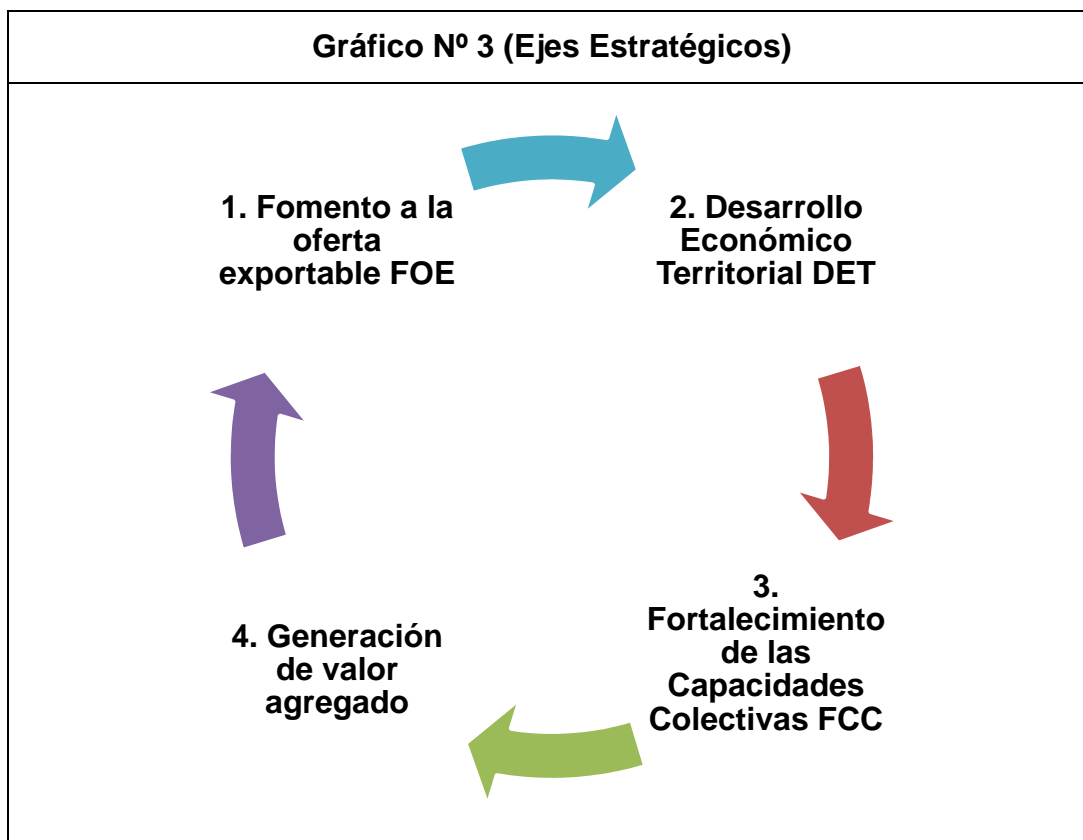 Gráfico Nº 3 (Ejes Estratégicos)
1. Fomento a la
oferta
exportable FOE
2. Desarrollo
Económico
Territorial DET
3.
Fortalecimiento
de las
Capacidades
Colectivas FCC
4. Generación
de valor
agregado